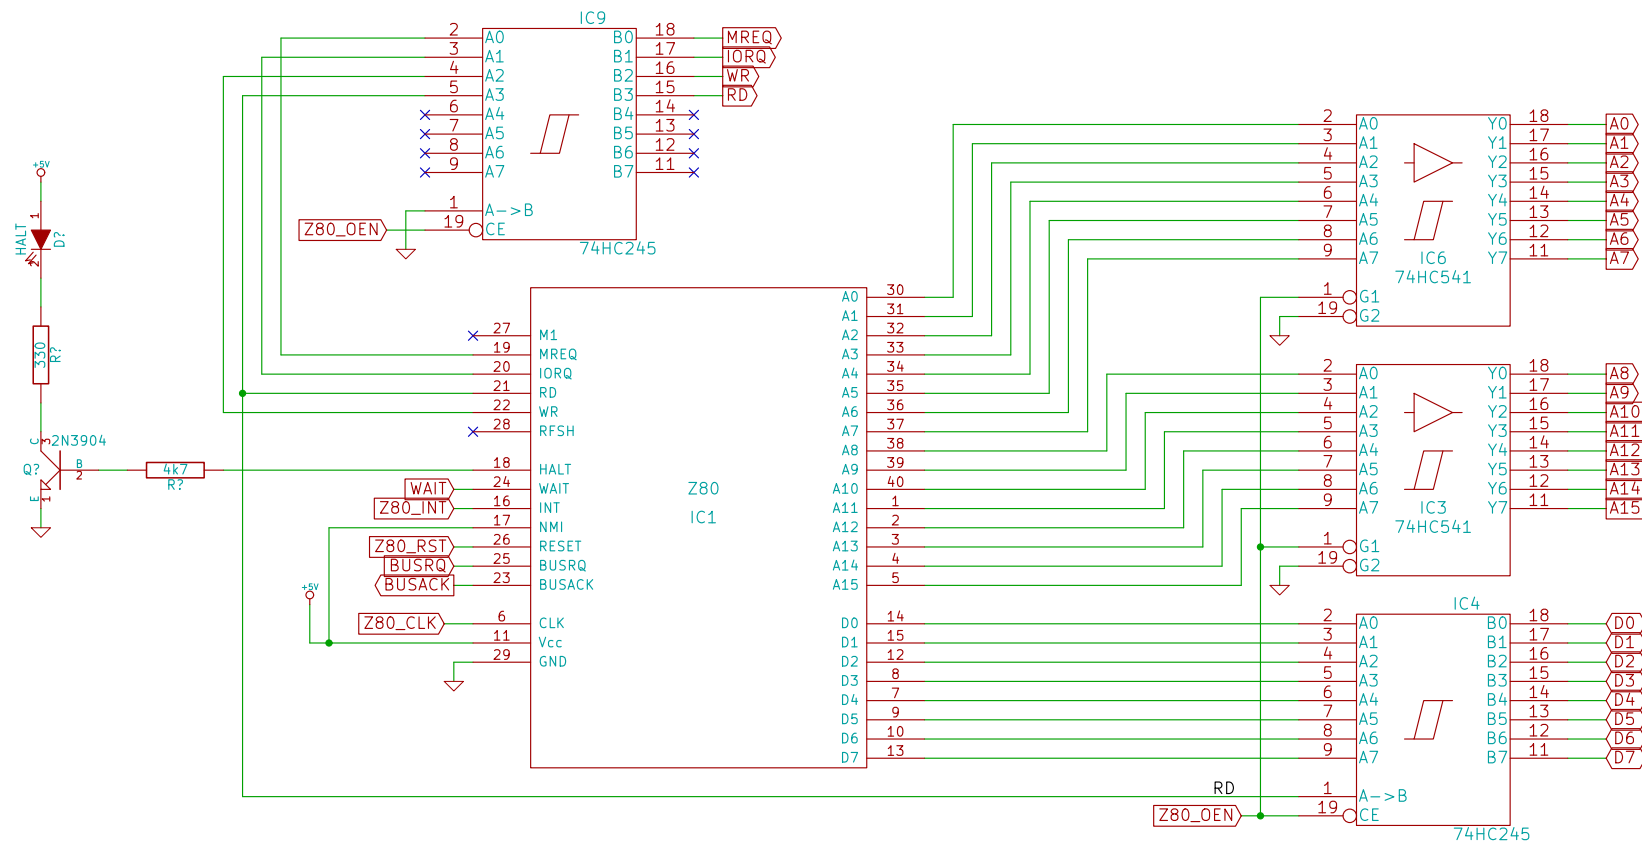 IC9
2 A0 B0 18 MREQ
3 A1 B1 17 IORQ
4 A2 B2 16 WR
5 A3 B3 15 RD
6 A4 B4 14
7 A5 B5 13
8 A6 B6 12
9 A7 B7 11
1 A->B
Z80_OEN 19 CE
74HC245
+5V
1
HALT D?
2
330 R?
C 3 2N3904
Q? B 2
E 1
4k7
R?
27 M1
19 MREQ
20 IORQ
21 RD
22 WR
28 RFSH
18 HALT
WAIT 24 WAIT
Z80_INT 16 INT
17 NMI
Z80_RST 26 RESET
BUSRQ 25 BUSRQ
BUSACK 23 BUSACK
+5V
Z80_CLK 6 CLK
11 Vcc
29 GND
Z80
IC1
A0 30
A1 31
A2 32
A3 33
A4 34
A5 35
A6 36
A7 37
A8 38
A9 39
A10 40
A11 1
A12 2
A13 3
A14 4
A15 5
D0 14
D1 15
D2 12
D3 8
D4 7
D5 9
D6 10
D7 13
2 A0 Y0 18 A0
3 A1 Y1 17 A1
4 A2 Y2 16 A2
5 A3 Y3 15 A3
6 A4 Y4 14 A4
7 A5 Y5 13 A5
8 A6 Y6 12 A6
9 A7 Y7 11 A7
IC6
74HC541
1 G1
19 G2
2 A0 Y0 18 A8
3 A1 Y1 17 A9
4 A2 Y2 16 A10
5 A3 Y3 15 A11
6 A4 Y4 14 A12
7 A5 Y5 13 A13
8 A6 Y6 12 A14
9 A7 Y7 11 A15
IC3
74HC541
1 G1
19 G2
IC4
2 A0 B0 18 D0
3 A1 B1 17 D1
4 A2 B2 16 D2
5 A3 B3 15 D3
6 A4 B4 14 D4
7 A5 B5 13 D5
8 A6 B6 12 D6
9 A7 B7 11 D7
RD 1 A->B
Z80_OEN 19 CE
74HC245